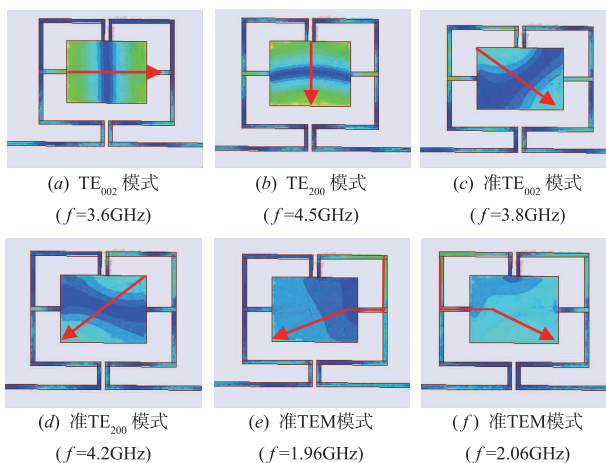 (a) TE₀₀₂ 模式
(f=3.6GHz)
(b) TE₂₀₀ 模式
(f=4.5GHz)
(c) 准TE₀₀₂ 模式
(f=3.8GHz)
(d) 准TE₂₀₀ 模式
(f=4.2GHz)
(e) 准TEM模式
(f=1.96GHz)
(f) 准TEM模式
(f=2.06GHz)